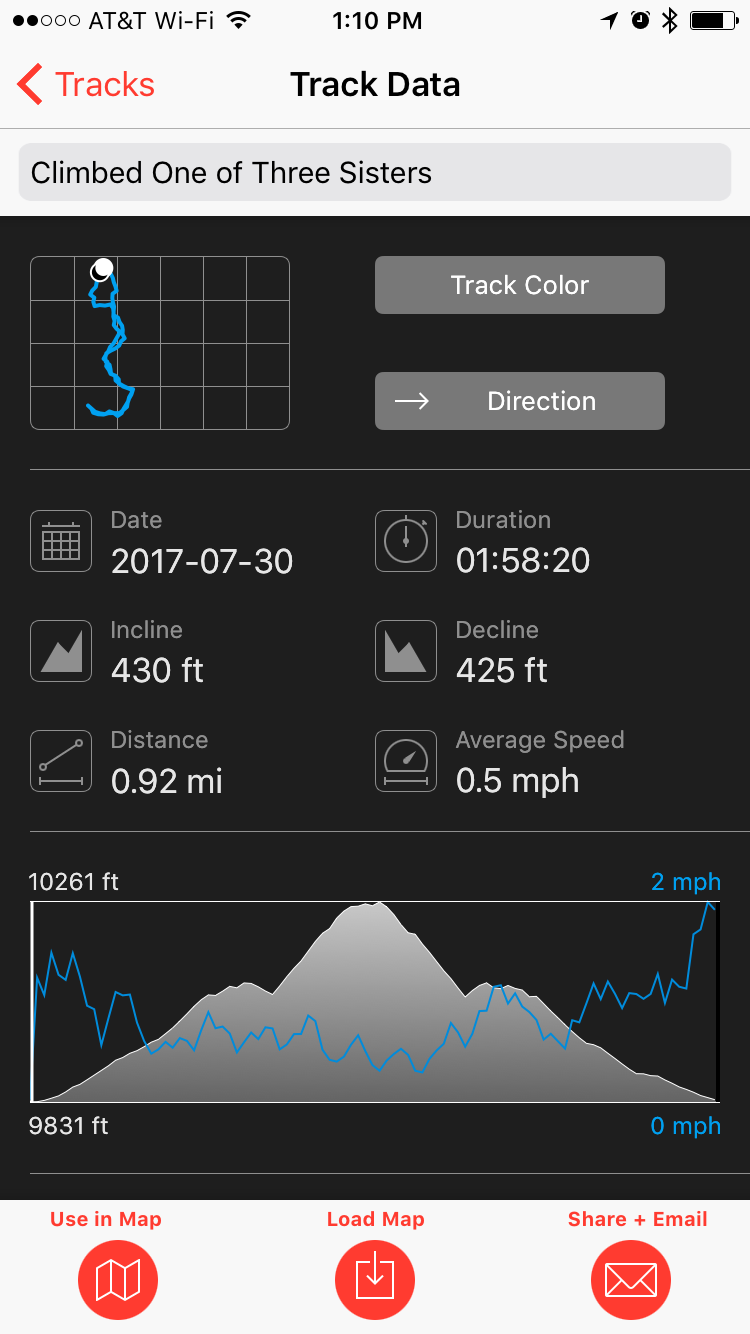 AT&T Wi-Fi 1:10 PM
Tracks Track Data
Climbed One of Three Sisters
Track Color
Direction
Date Duration
2017-07-30 01:58:20
Incline Decline
430 ft 425 ft
Distance Average Speed
0.92 mi 0.5 mph
10261 ft 2 mph
9831 ft 0 mph
Use in Map Load Map Share + Email